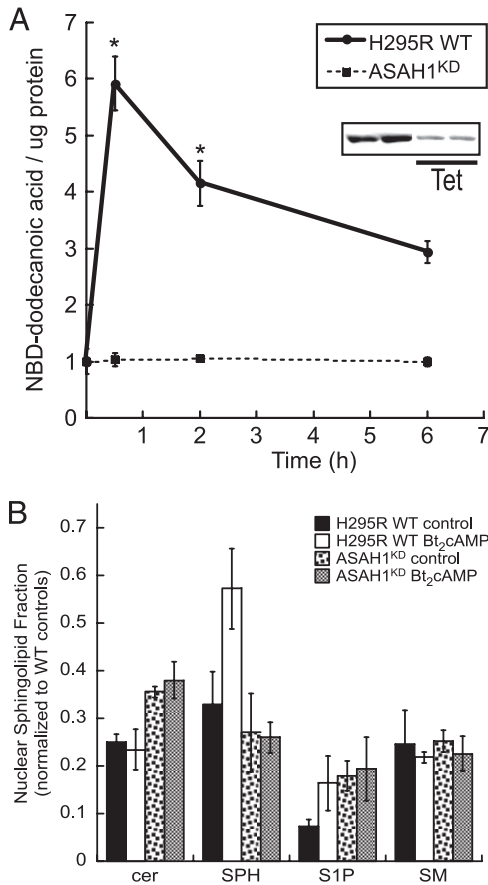 A
H295R WT
ASAH1KD
Tet
*
*
NBD-dodecanoic acid / ug protein
7
6
5
4
3
2
1
0
1 2 3 4 5 6 7
Time (h)
B
H295R WT control
H295R WT Bt2cAMP
ASAH1KD control
ASAH1KD Bt2cAMP
Nuclear Sphingolipid Fraction
(normalized to WT controls)
0.7
0.6
0.5
0.4
0.3
0.2
0.1
0
cer SPH S1P SM